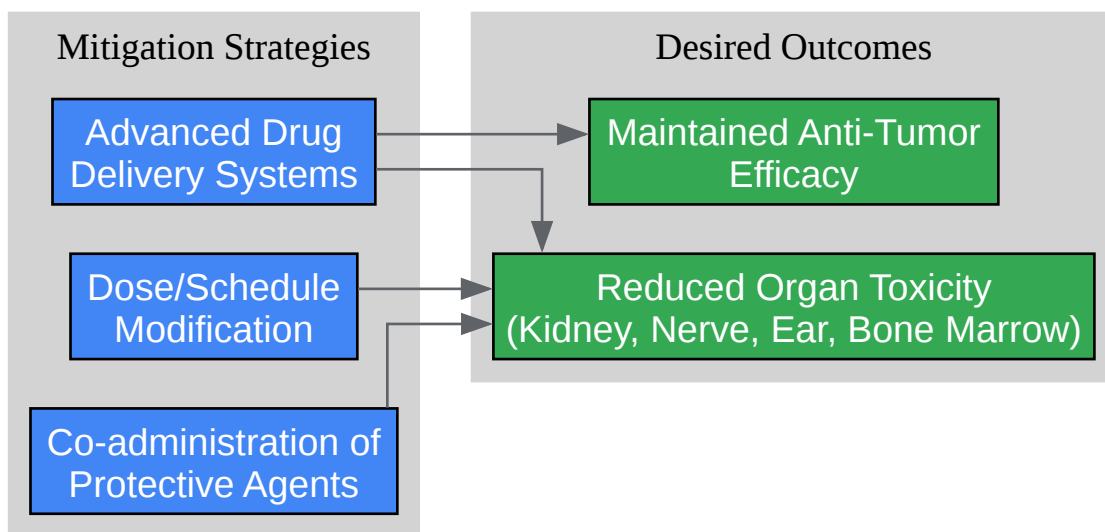 Mitigation Strategies
Advanced Drug
Delivery Systems
Dose/Schedule
Modification
Co-administration of
Protective Agents
Desired Outcomes
Maintained Anti-Tumor
Efficacy
Reduced Organ Toxicity
(Kidney, Nerve, Ear, Bone Marrow)